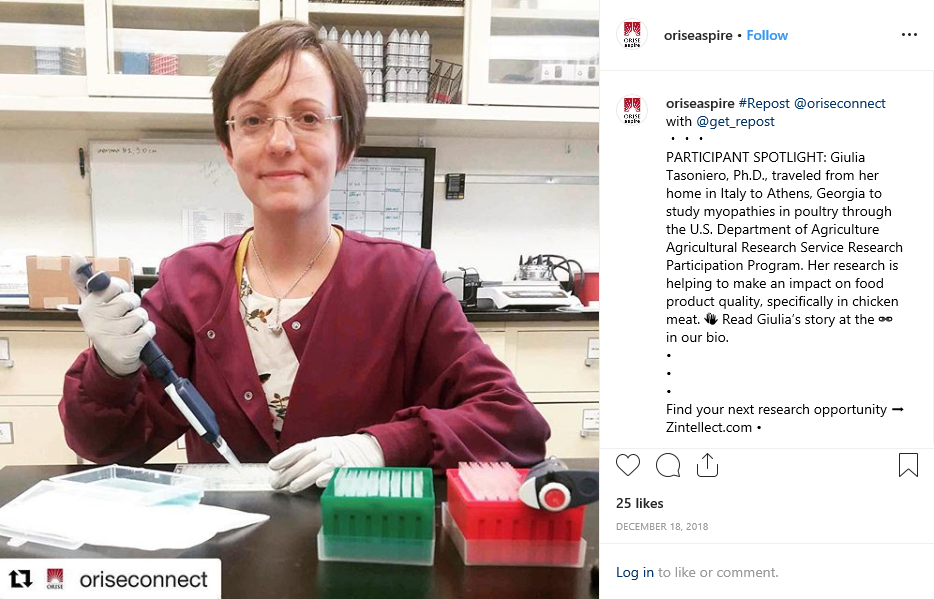 oriseaspire • Follow
oriseaspire #Repost @oriseconnect
with @get_repost
・・・
PARTICIPANT SPOTLIGHT: Giulia
Tasoniero, Ph.D., traveled from her
home in Italy to Athens, Georgia to
study myopathies in poultry through
the U.S. Department of Agriculture
Agricultural Research Service Research
Participation Program. Her research is
helping to make an impact on food
product quality, specifically in chicken
meat. 👋 Read Giulia’s story at the 🔗
in our bio.
•
•
•
Find your next research opportunity ➞
Zintellect.com •
25 likes
DECEMBER 18, 2018
Log in to like or comment.
ORISE
aspire
ORISE
aspire
ORISE
oriseconnect